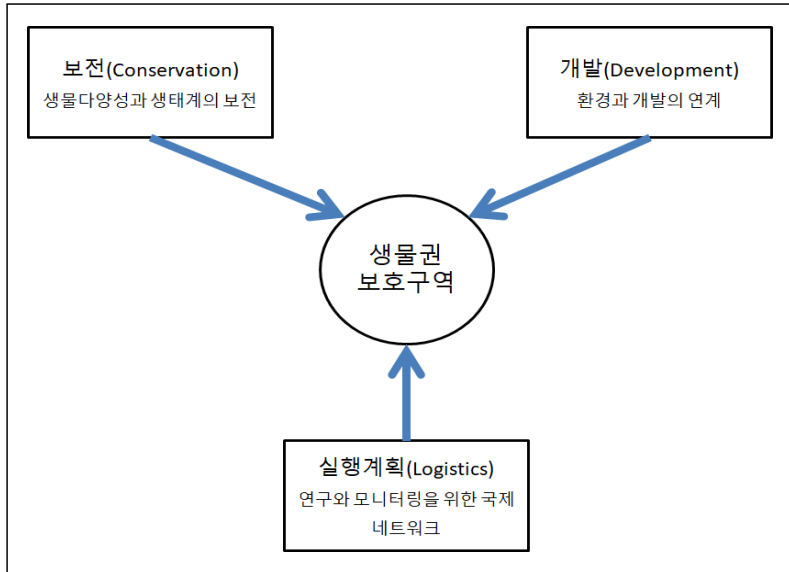 보전(Conservation)
생물다양성과 생태계의 보전
개발(Development)
환경과 개발의 연계
생물권
보호구역
실행계획(Logistics)
연구와 모니터링을 위한 국제
네트워크